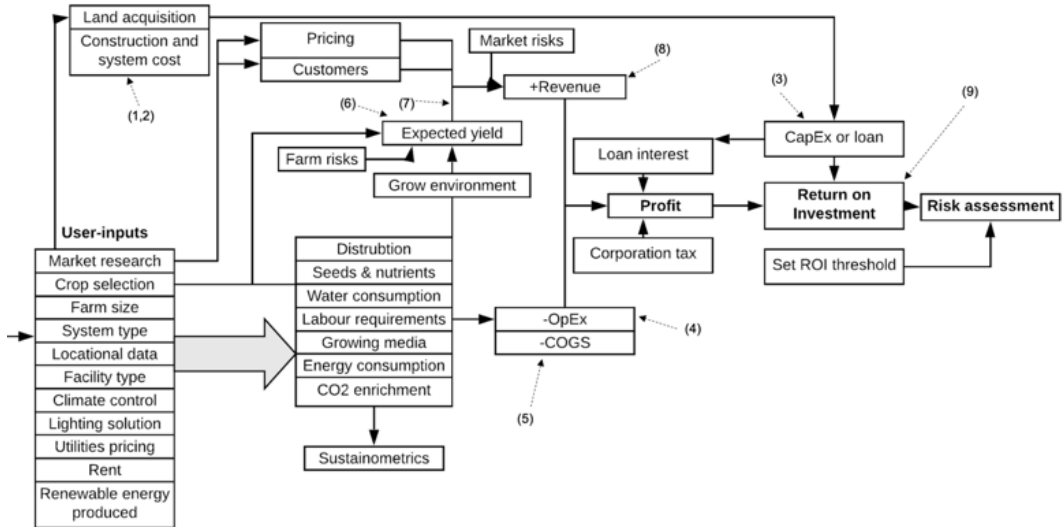 Land acquisition
Construction and
system cost
(1,2)
Pricing
Customers
Market risks
+Revenue
(8)
(6)
(7)
Expected yield
Farm risks
Grow environment
(3)
(9)
CapEx or loan
Loan interest
Profit
Corporation tax
Return on
Investment
Risk assessment
Set ROI threshold
User-inputs
Market research
Crop selection
Farm size
System type
Locational data
Facility type
Climate control
Lighting solution
Utilities pricing
Rent
Renewable energy
produced
Distrubtion
Seeds & nutrients
Water consumption
Labour requirements
Growing media
Energy consumption
CO2 enrichment
Sustainometrics
-OpEx
-COGS
(4)
(5)